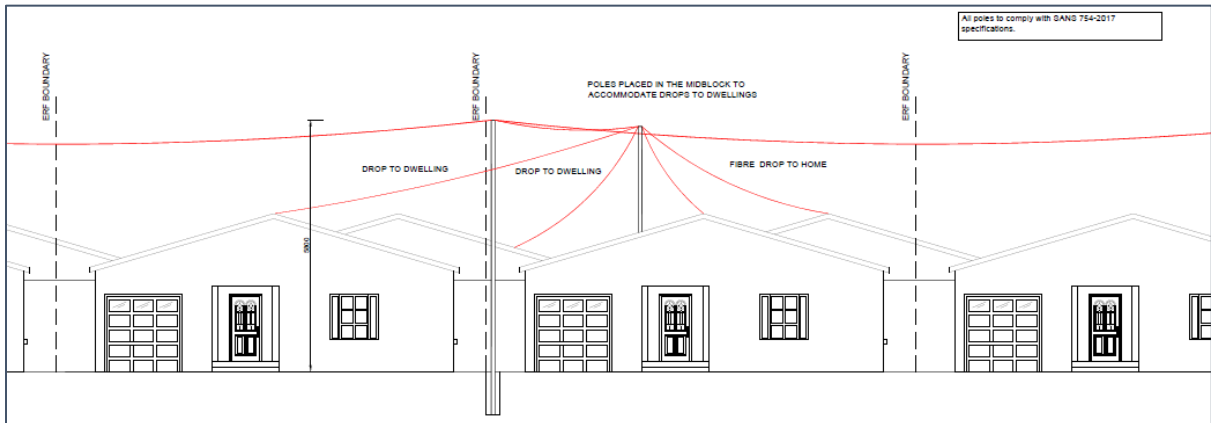 All poles to comply with SANS 754-2017
specifications.
ERF BOUNDARY
ERF BOUNDARY
POLES PLACED IN THE MIDBLOCK TO
ACCOMMODATE DROPS TO DWELLINGS
ERF BOUNDARY
DROP TO DWELLING
DROP TO DWELLING
FIBRE DROP TO HOME